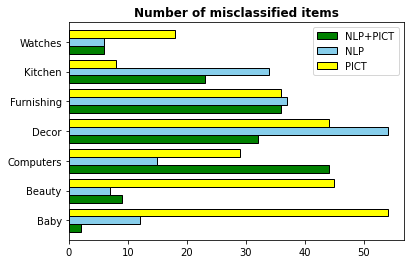 Number of misclassified items
NLP+PICT
NLP
PICT
Watches
Kitchen
Furnishing
Decor
Computers
Beauty
Baby
0 10 20 30 40 50